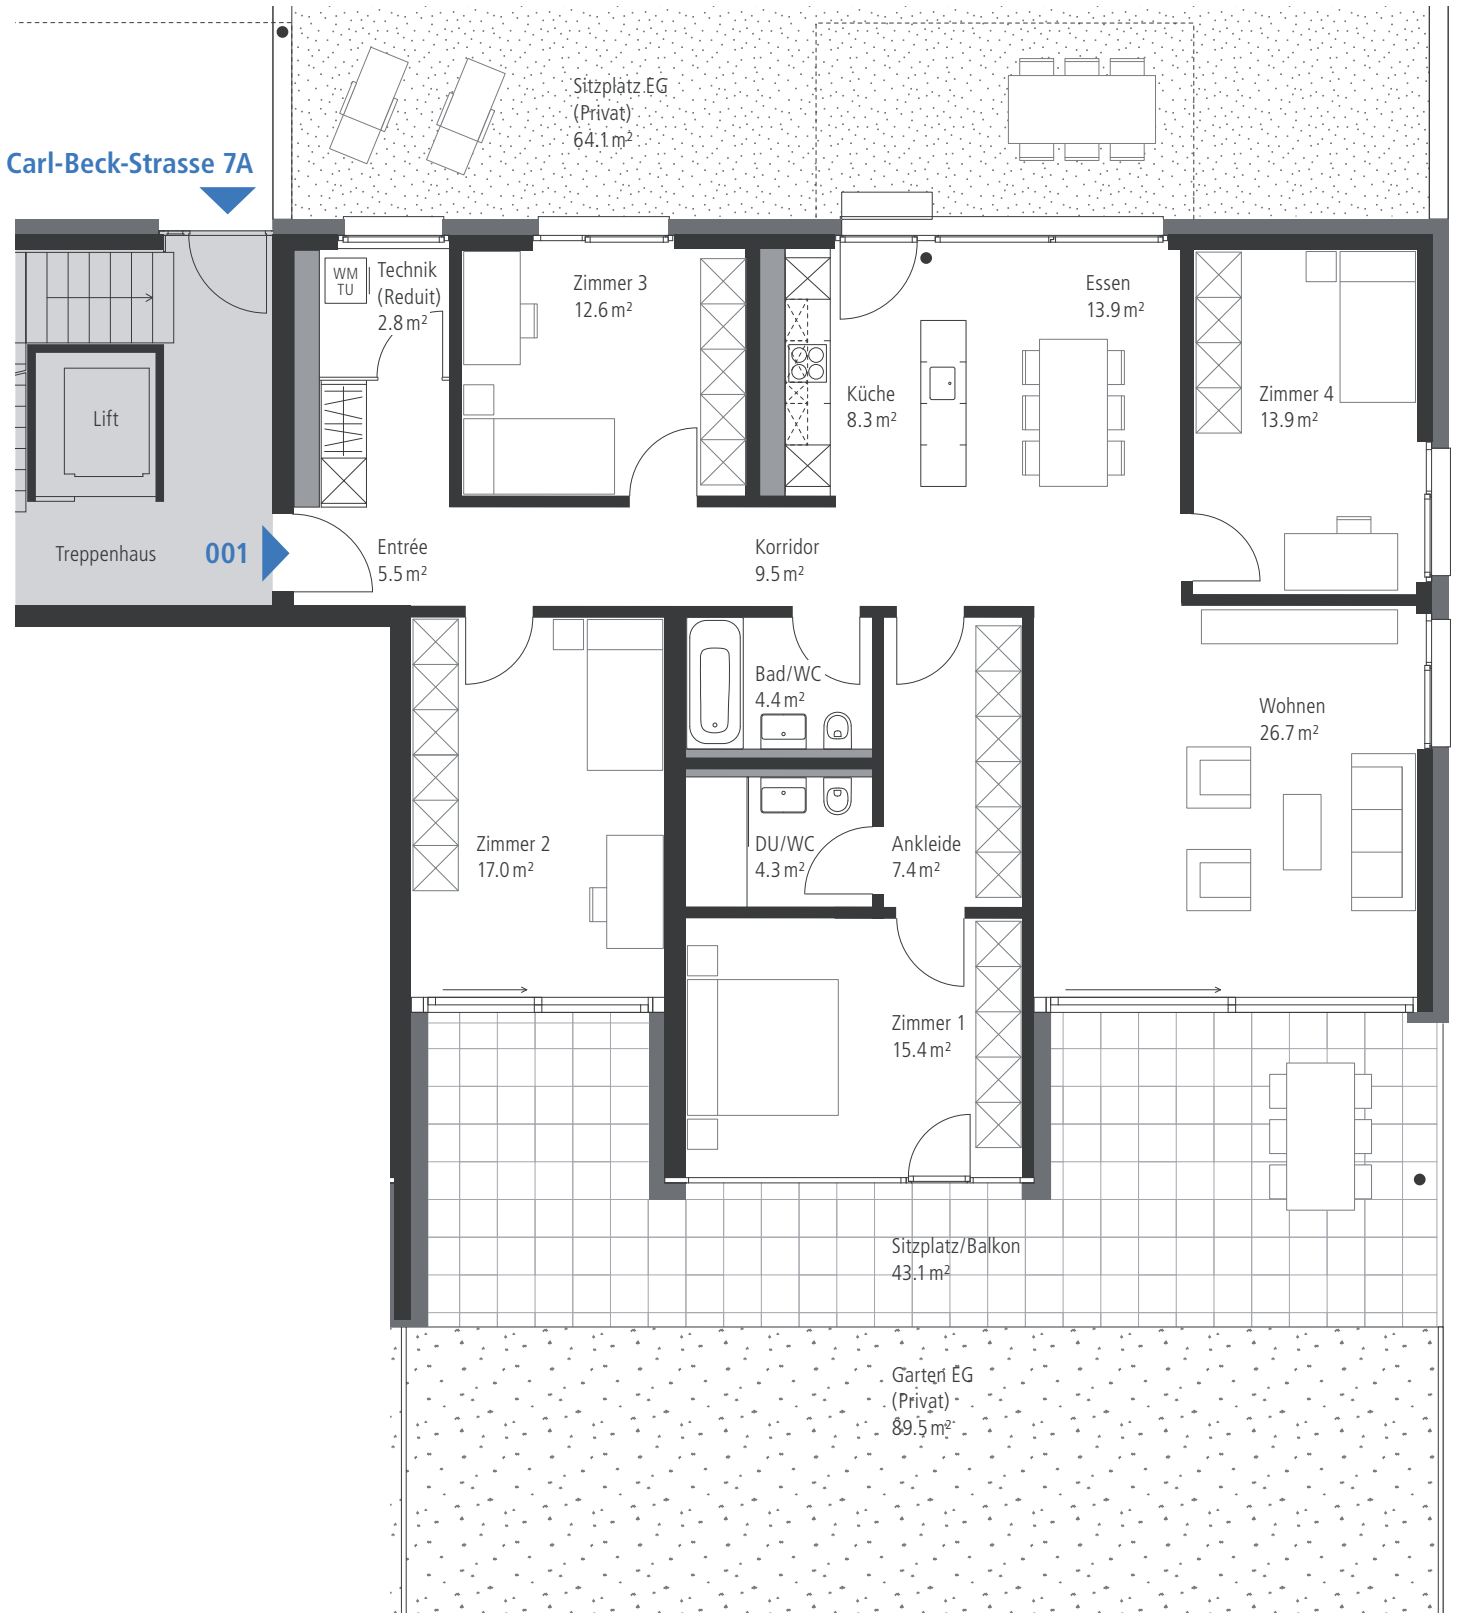 Sitzplatz EG
(Privat)
64.1 m²
Carl-Beck-Strasse 7A
WM
TU
Technik
(Reduit)
2.8 m²
Zimmer 3
12.6 m²
Essen
13.9 m²
Küche
8.3 m²
Zimmer 4
13.9 m²
Lift
Treppenhaus
001
Entrée
5.5 m²
Korridor
9.5 m²
Bad/WC
4.4 m²
Wohnen
26.7 m²
Zimmer 2
17.0 m²
DU/WC
4.3 m²
Ankleide
7.4 m²
Zimmer 1
15.4 m²
Sitzplatz/Balkon
43.1 m²
Garten EG
(Privat)
89.5 m²